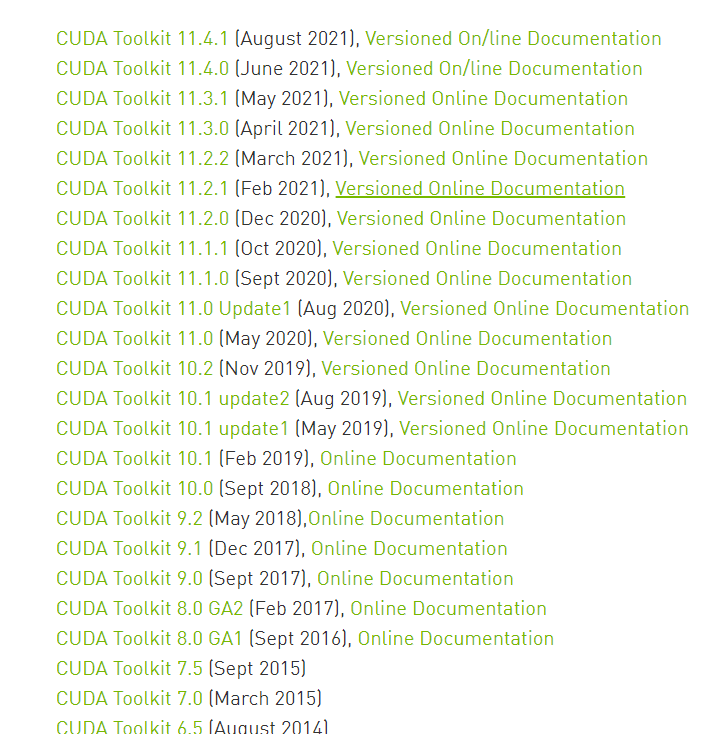 CUDA Toolkit 11.4.1 (August 2021), Versioned On/line Documentation
CUDA Toolkit 11.4.0 (June 2021), Versioned On/line Documentation
CUDA Toolkit 11.3.1 (May 2021), Versioned Online Documentation
CUDA Toolkit 11.3.0 (April 2021), Versioned Online Documentation
CUDA Toolkit 11.2.2 (March 2021), Versioned Online Documentation
CUDA Toolkit 11.2.1 (Feb 2021), Versioned Online Documentation
CUDA Toolkit 11.2.0 (Dec 2020), Versioned Online Documentation
CUDA Toolkit 11.1.1 (Oct 2020), Versioned Online Documentation
CUDA Toolkit 11.1.0 (Sept 2020), Versioned Online Documentation
CUDA Toolkit 11.0 Update1 (Aug 2020), Versioned Online Documentation
CUDA Toolkit 11.0 (May 2020), Versioned Online Documentation
CUDA Toolkit 10.2 (Nov 2019), Versioned Online Documentation
CUDA Toolkit 10.1 update2 (Aug 2019), Versioned Online Documentation
CUDA Toolkit 10.1 update1 (May 2019), Versioned Online Documentation
CUDA Toolkit 10.1 (Feb 2019), Online Documentation
CUDA Toolkit 10.0 (Sept 2018), Online Documentation
CUDA Toolkit 9.2 (May 2018),Online Documentation
CUDA Toolkit 9.1 (Dec 2017), Online Documentation
CUDA Toolkit 9.0 (Sept 2017), Online Documentation
CUDA Toolkit 8.0 GA2 (Feb 2017), Online Documentation
CUDA Toolkit 8.0 GA1 (Sept 2016), Online Documentation
CUDA Toolkit 7.5 (Sept 2015)
CUDA Toolkit 7.0 (March 2015)
CUDA Toolkit 6.5 (August 2014)